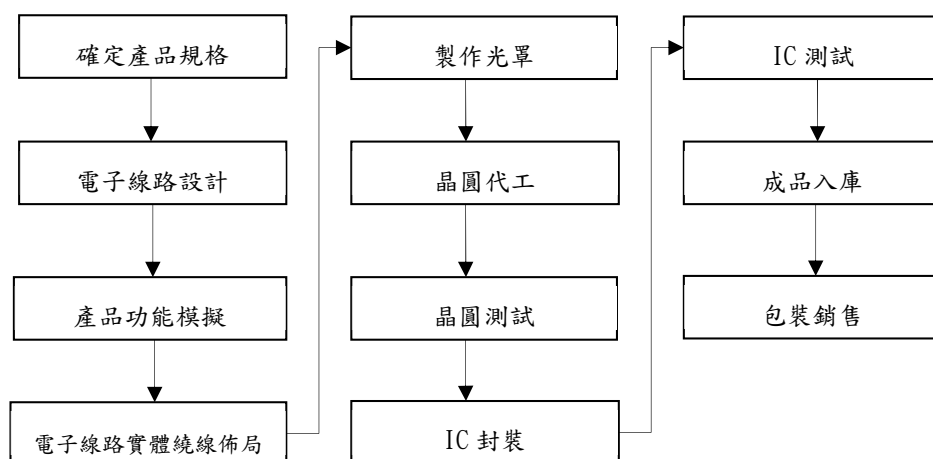 確定產品規格
電子線路設計
產品功能模擬
電子線路實體繞線佈局
製作光罩
晶圓代工
晶圓測試
IC 封裝
IC 測試
成品入庫
包裝銷售